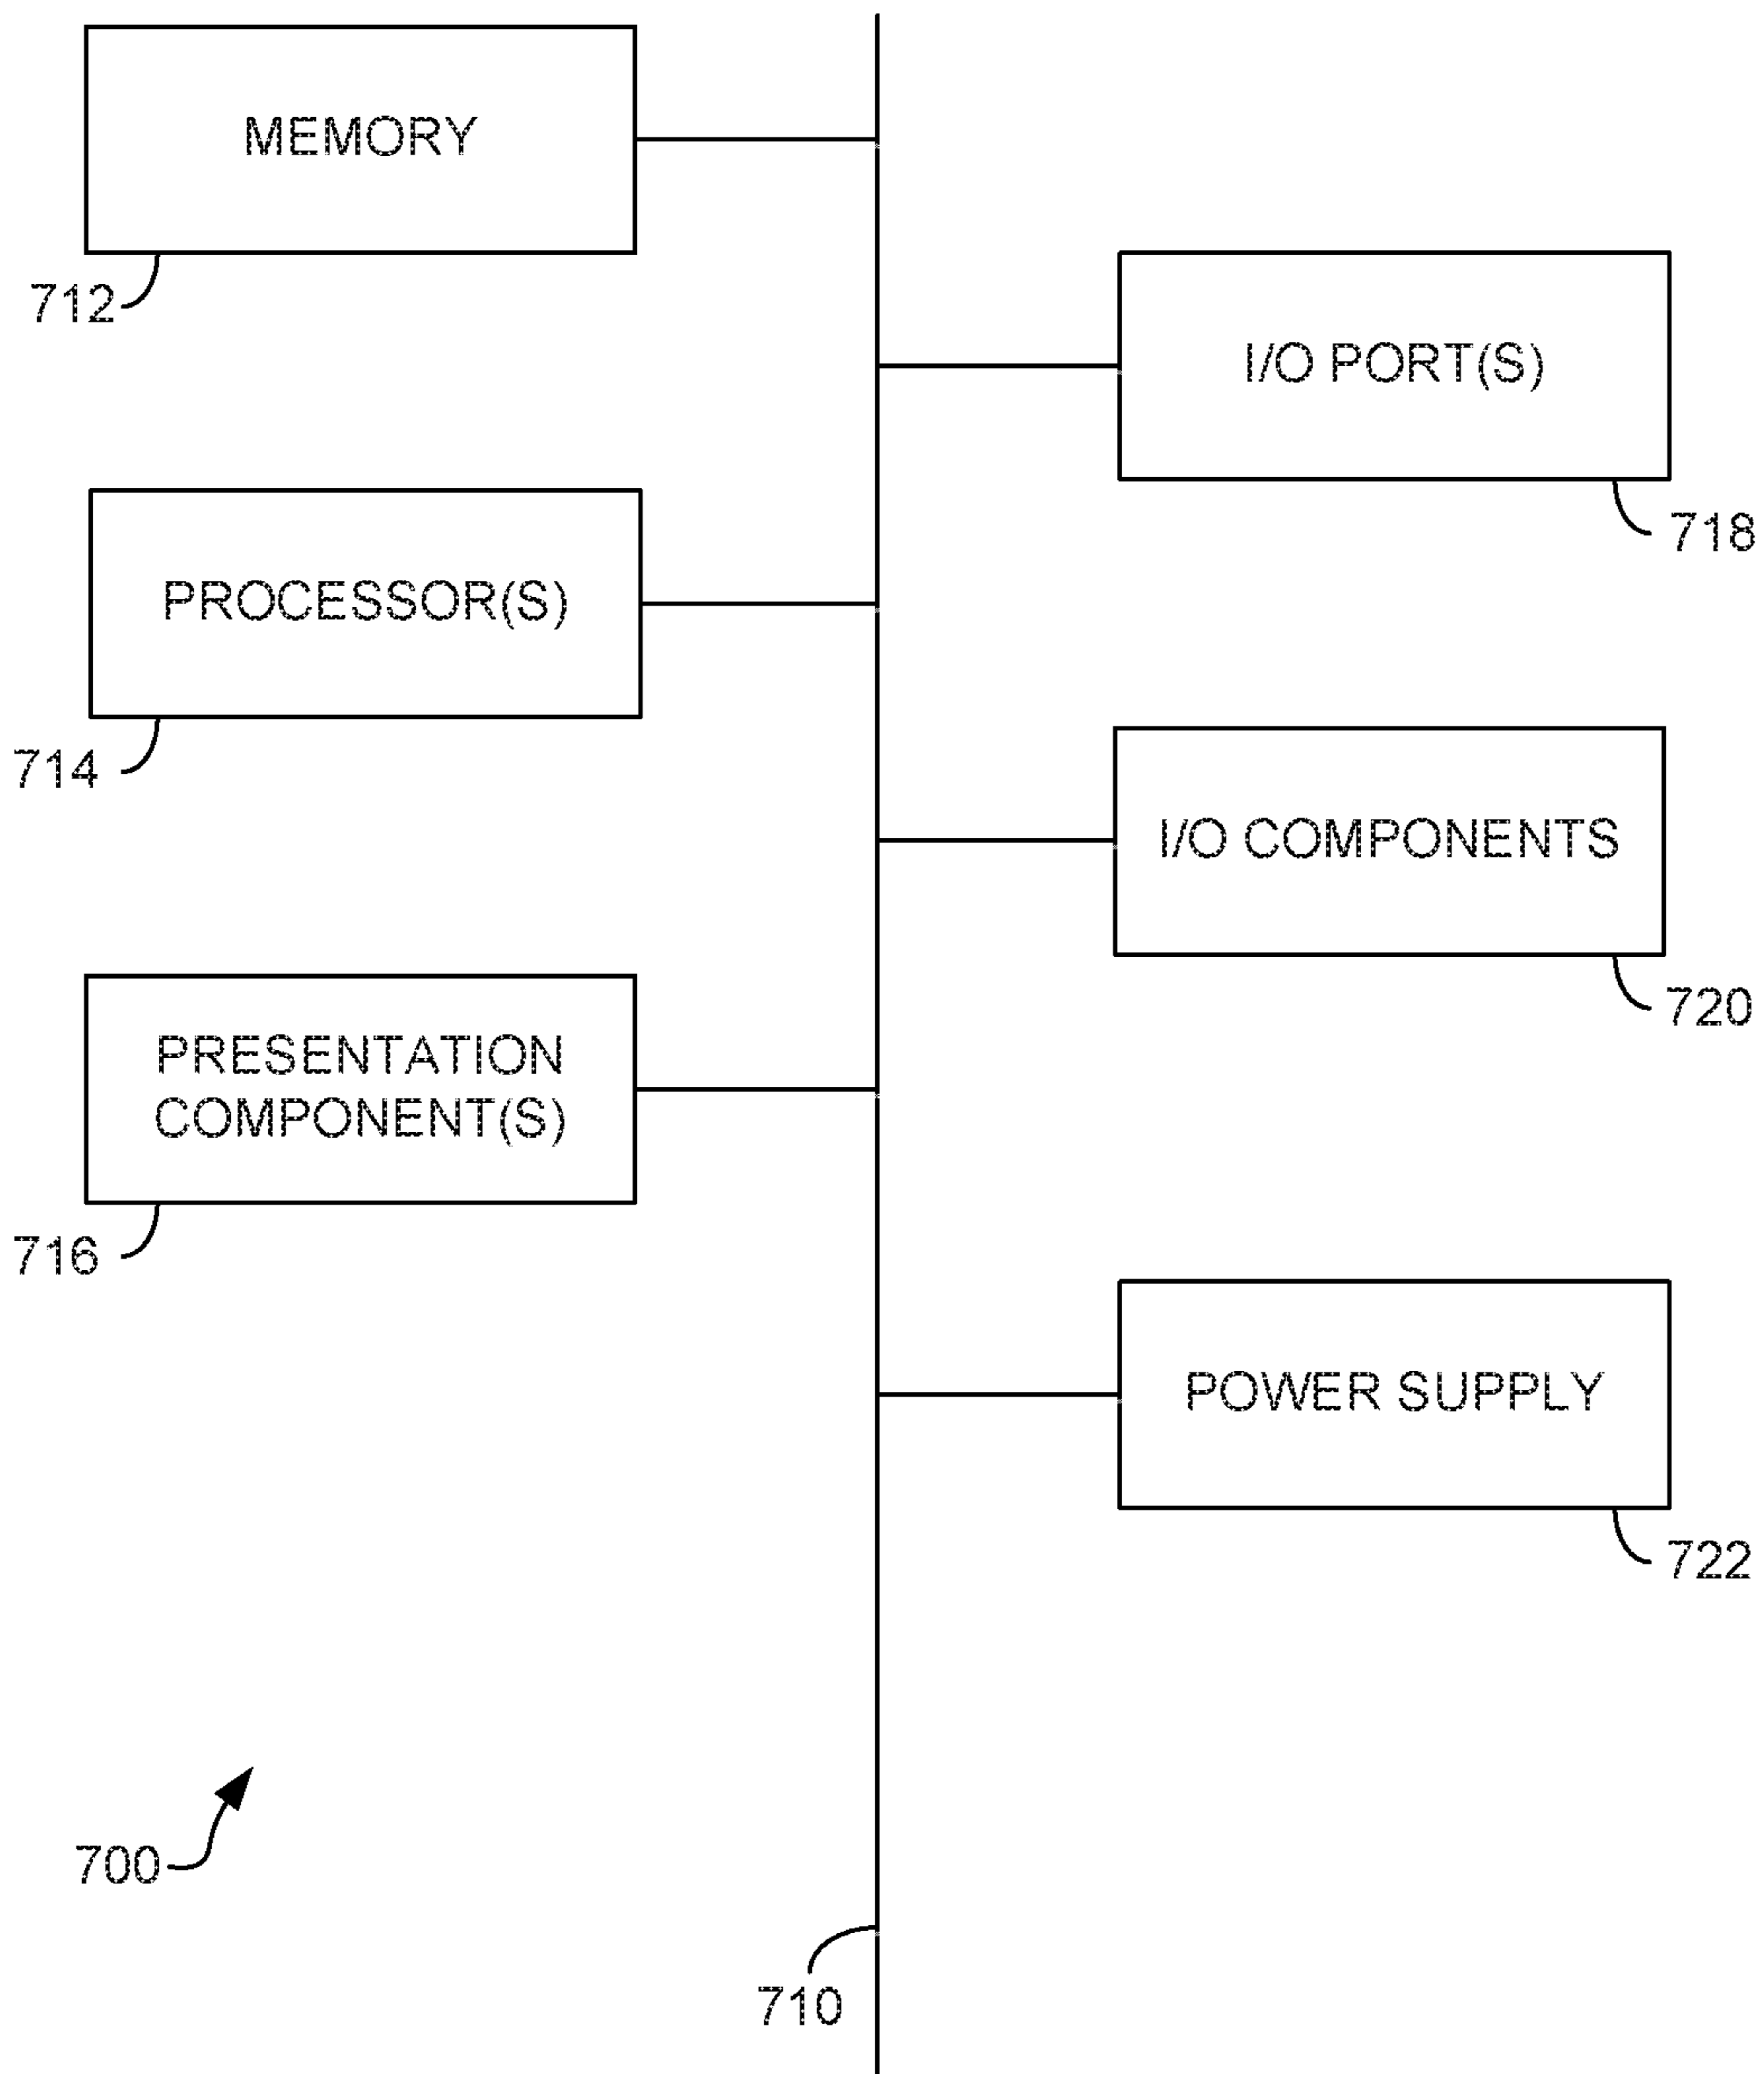 MEMORY
712
I/O PORT(S)
718
PROCESSOR(S)
714
I/O COMPONENTS
720
PRESENTATION
COMPONENT(S)
716
POWER SUPPLY
722
700
710